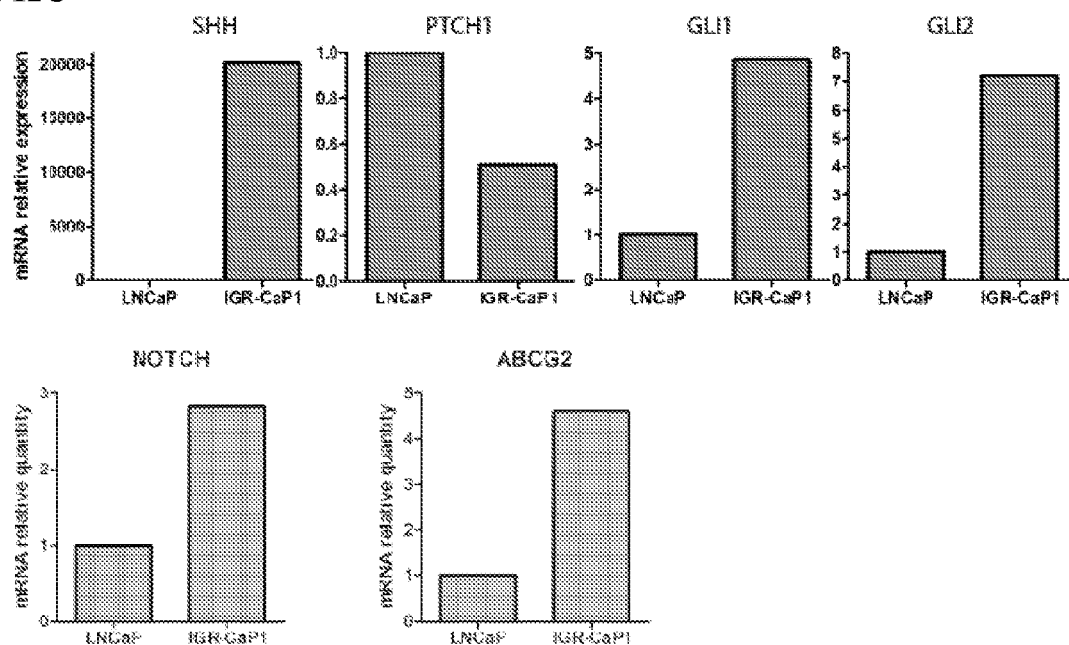 SHH
PTCH1
GLI1
GLI2
mRNA relative expression
20000
15000
10000
5000
0
LNCaP
IGR-CaP1
1.0
0.8
0.6
0.4
0.2
0.0
LNCaP
IGR-CaP1
5
4
3
2
1
0
LNCaP
IGR-CaP1
8
7
6
5
4
3
2
1
0
LNCaP
IGR-CaP1
NOTCH
ABCG2
mRNA relative quantity
3
2
1
0
LNCaP
IGR-CaP1
mRNA relative quantity
5
4
3
2
1
0
LNCaP
IGR-CaP1